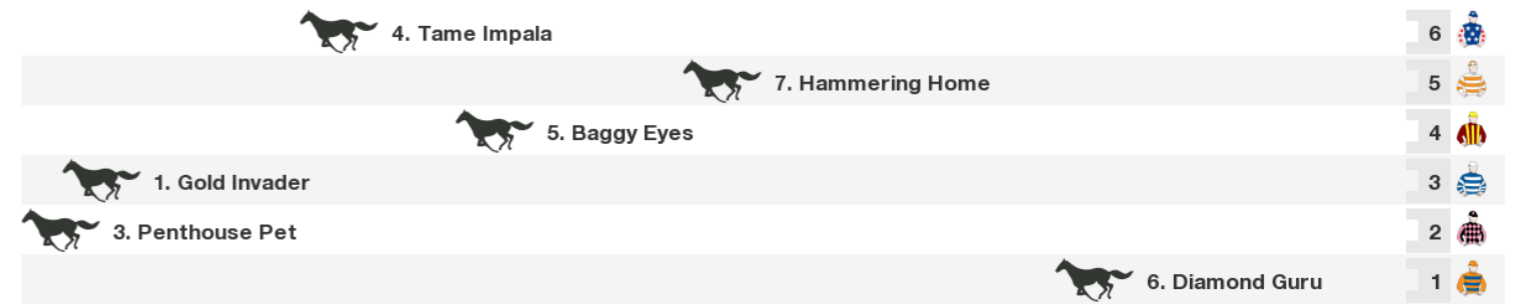 4. Tame Impala 6
7. Hammering Home 5
5. Baggy Eyes 4
1. Gold Invader 3
3. Penthouse Pet 2
6. Diamond Guru 1